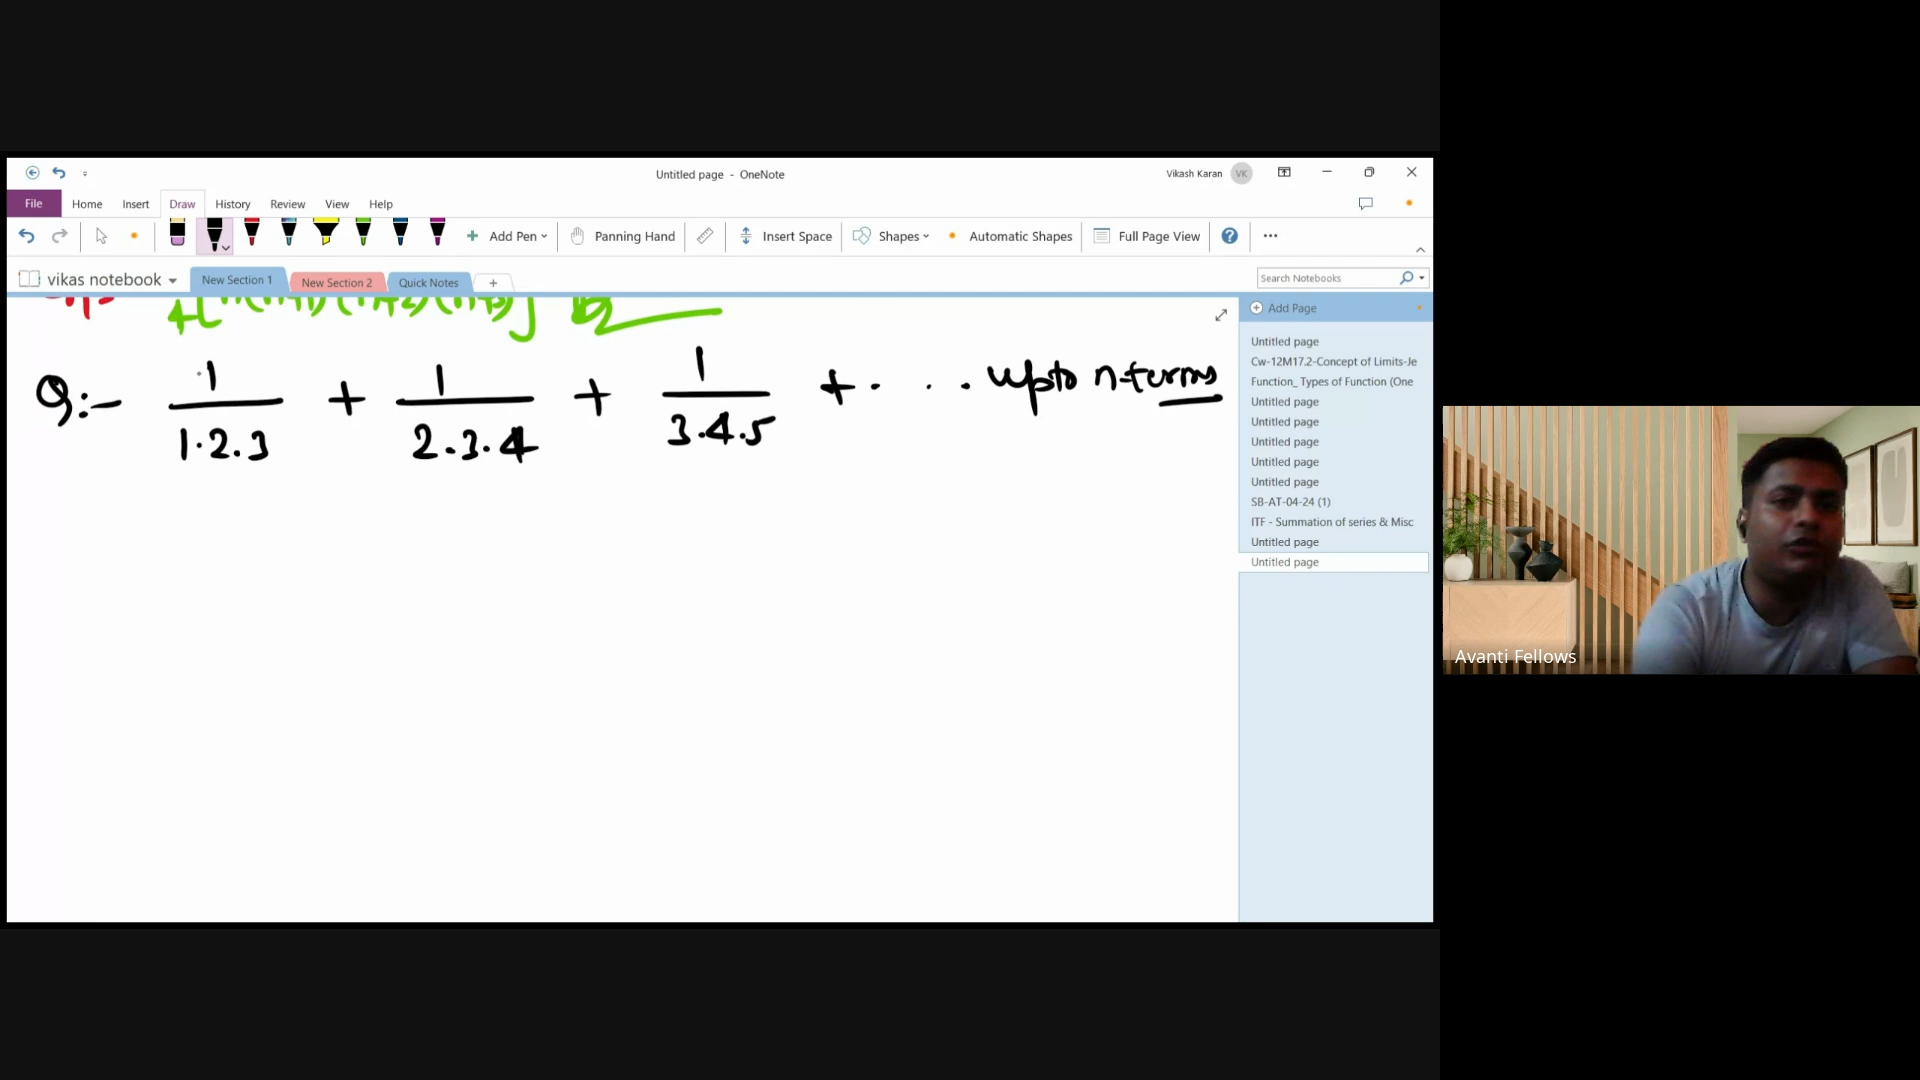 Untitled page - OneNote
Vikash Karan VK
File Home Insert Draw History Review View Help
Add Pen Panning Hand Insert Space Shapes Automatic Shapes Full Page View
vikas notebook New Section 1 New Section 2 Quick Notes
Search Notebooks
Add Page
Untitled page
Cw-12M17.2-Concept of Limits-Je
Function_ Types of Function (One
Untitled page
Untitled page
Untitled page
Untitled page
Untitled page
SB-AT-04-24 (1)
ITF - Summation of series & Misc
Untitled page
Untitled page
Q:- 1/1·2·3 + 1/2·3·4 + 1/3·4·5 + · · · upto n terms
Avanti Fellows